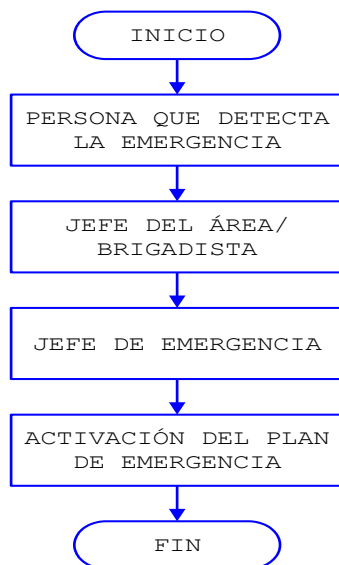 INICIO
PERSONA QUE DETECTA
LA EMERGENCIA
JEFE DEL ÁREA/
BRIGADISTA
JEFE DE EMERGENCIA
ACTIVACIÓN DEL PLAN
DE EMERGENCIA
FIN